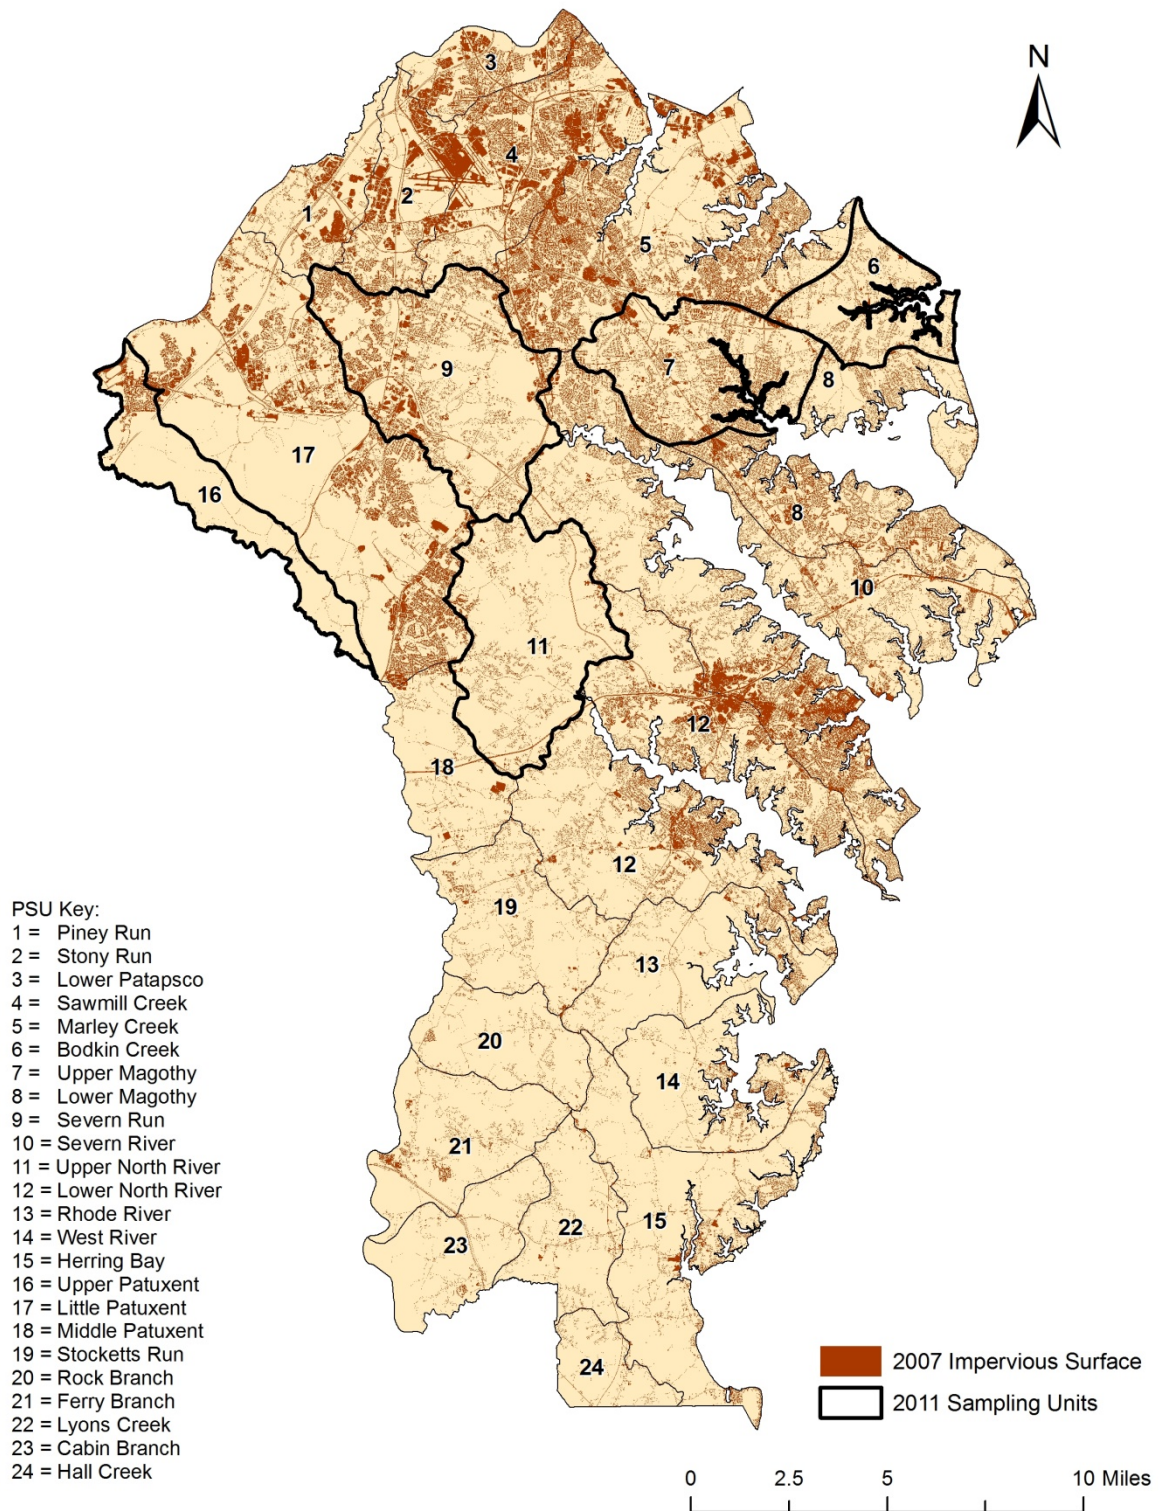 N
3
4
2
1
5
6
7
8
9
17
16
8
10
11
12
18
12
19
13
20
14
21
15
22
23
24
PSU Key:
1 = Piney Run
2 = Stony Run
3 = Lower Patapsco
4 = Sawmill Creek
5 = Marley Creek
6 = Bodkin Creek
7 = Upper Magothy
8 = Lower Magothy
9 = Severn Run
10 = Severn River
11 = Upper North River
12 = Lower North River
13 = Rhode River
14 = West River
15 = Herring Bay
16 = Upper Patuxent
17 = Little Patuxent
18 = Middle Patuxent
19 = Stocketts Run
20 = Rock Branch
21 = Ferry Branch
22 = Lyons Creek
23 = Cabin Branch
24 = Hall Creek
2007 Impervious Surface
2011 Sampling Units
0 2.5 5 10 Miles